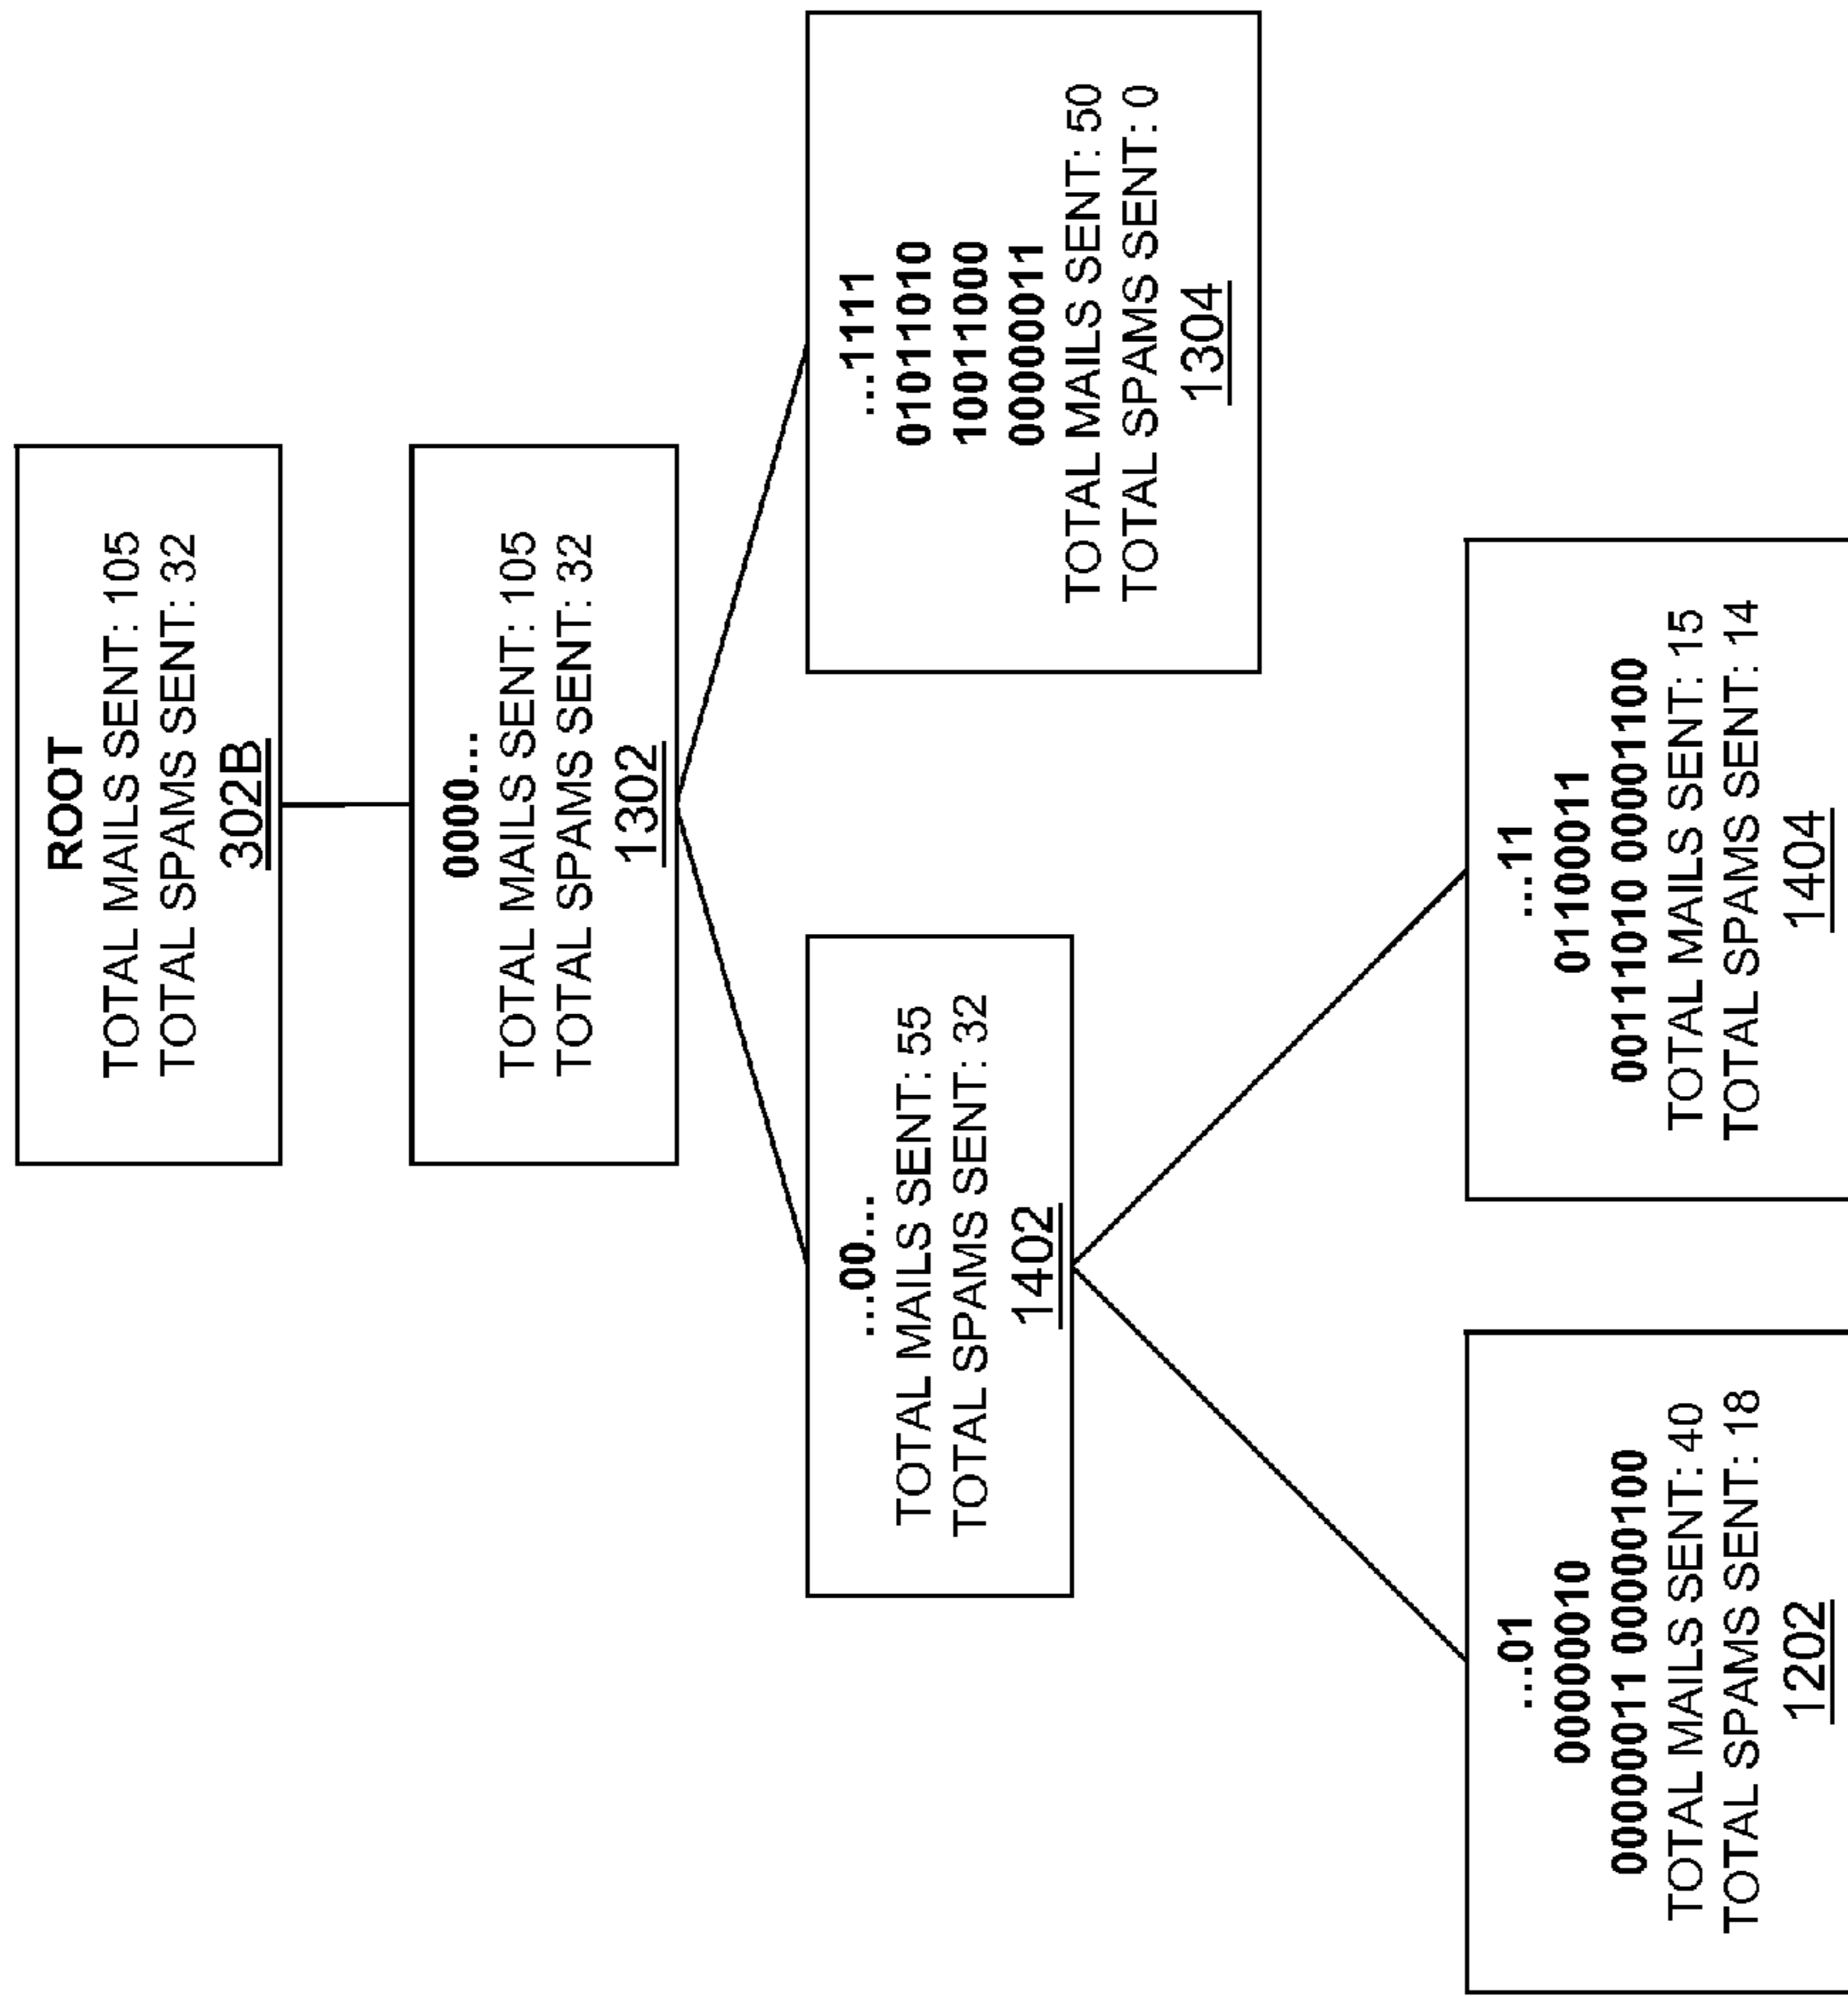 ROOT
TOTAL MAILS SENT: 105
TOTAL SPAMS SENT: 32
302B
0000...
TOTAL MAILS SENT: 105
TOTAL SPAMS SENT: 32
1302
...00...
TOTAL MAILS SENT: 55
TOTAL SPAMS SENT: 32
1402
...1111
01011010
10011000
00000011
TOTAL MAILS SENT: 50
TOTAL SPAMS SENT: 0
1304
...01
00000010
00000011 00000100
TOTAL MAILS SENT: 40
TOTAL SPAMS SENT: 18
1202
...11
01100011
00111010 00001100
TOTAL MAILS SENT: 15
TOTAL SPAMS SENT: 14
1404